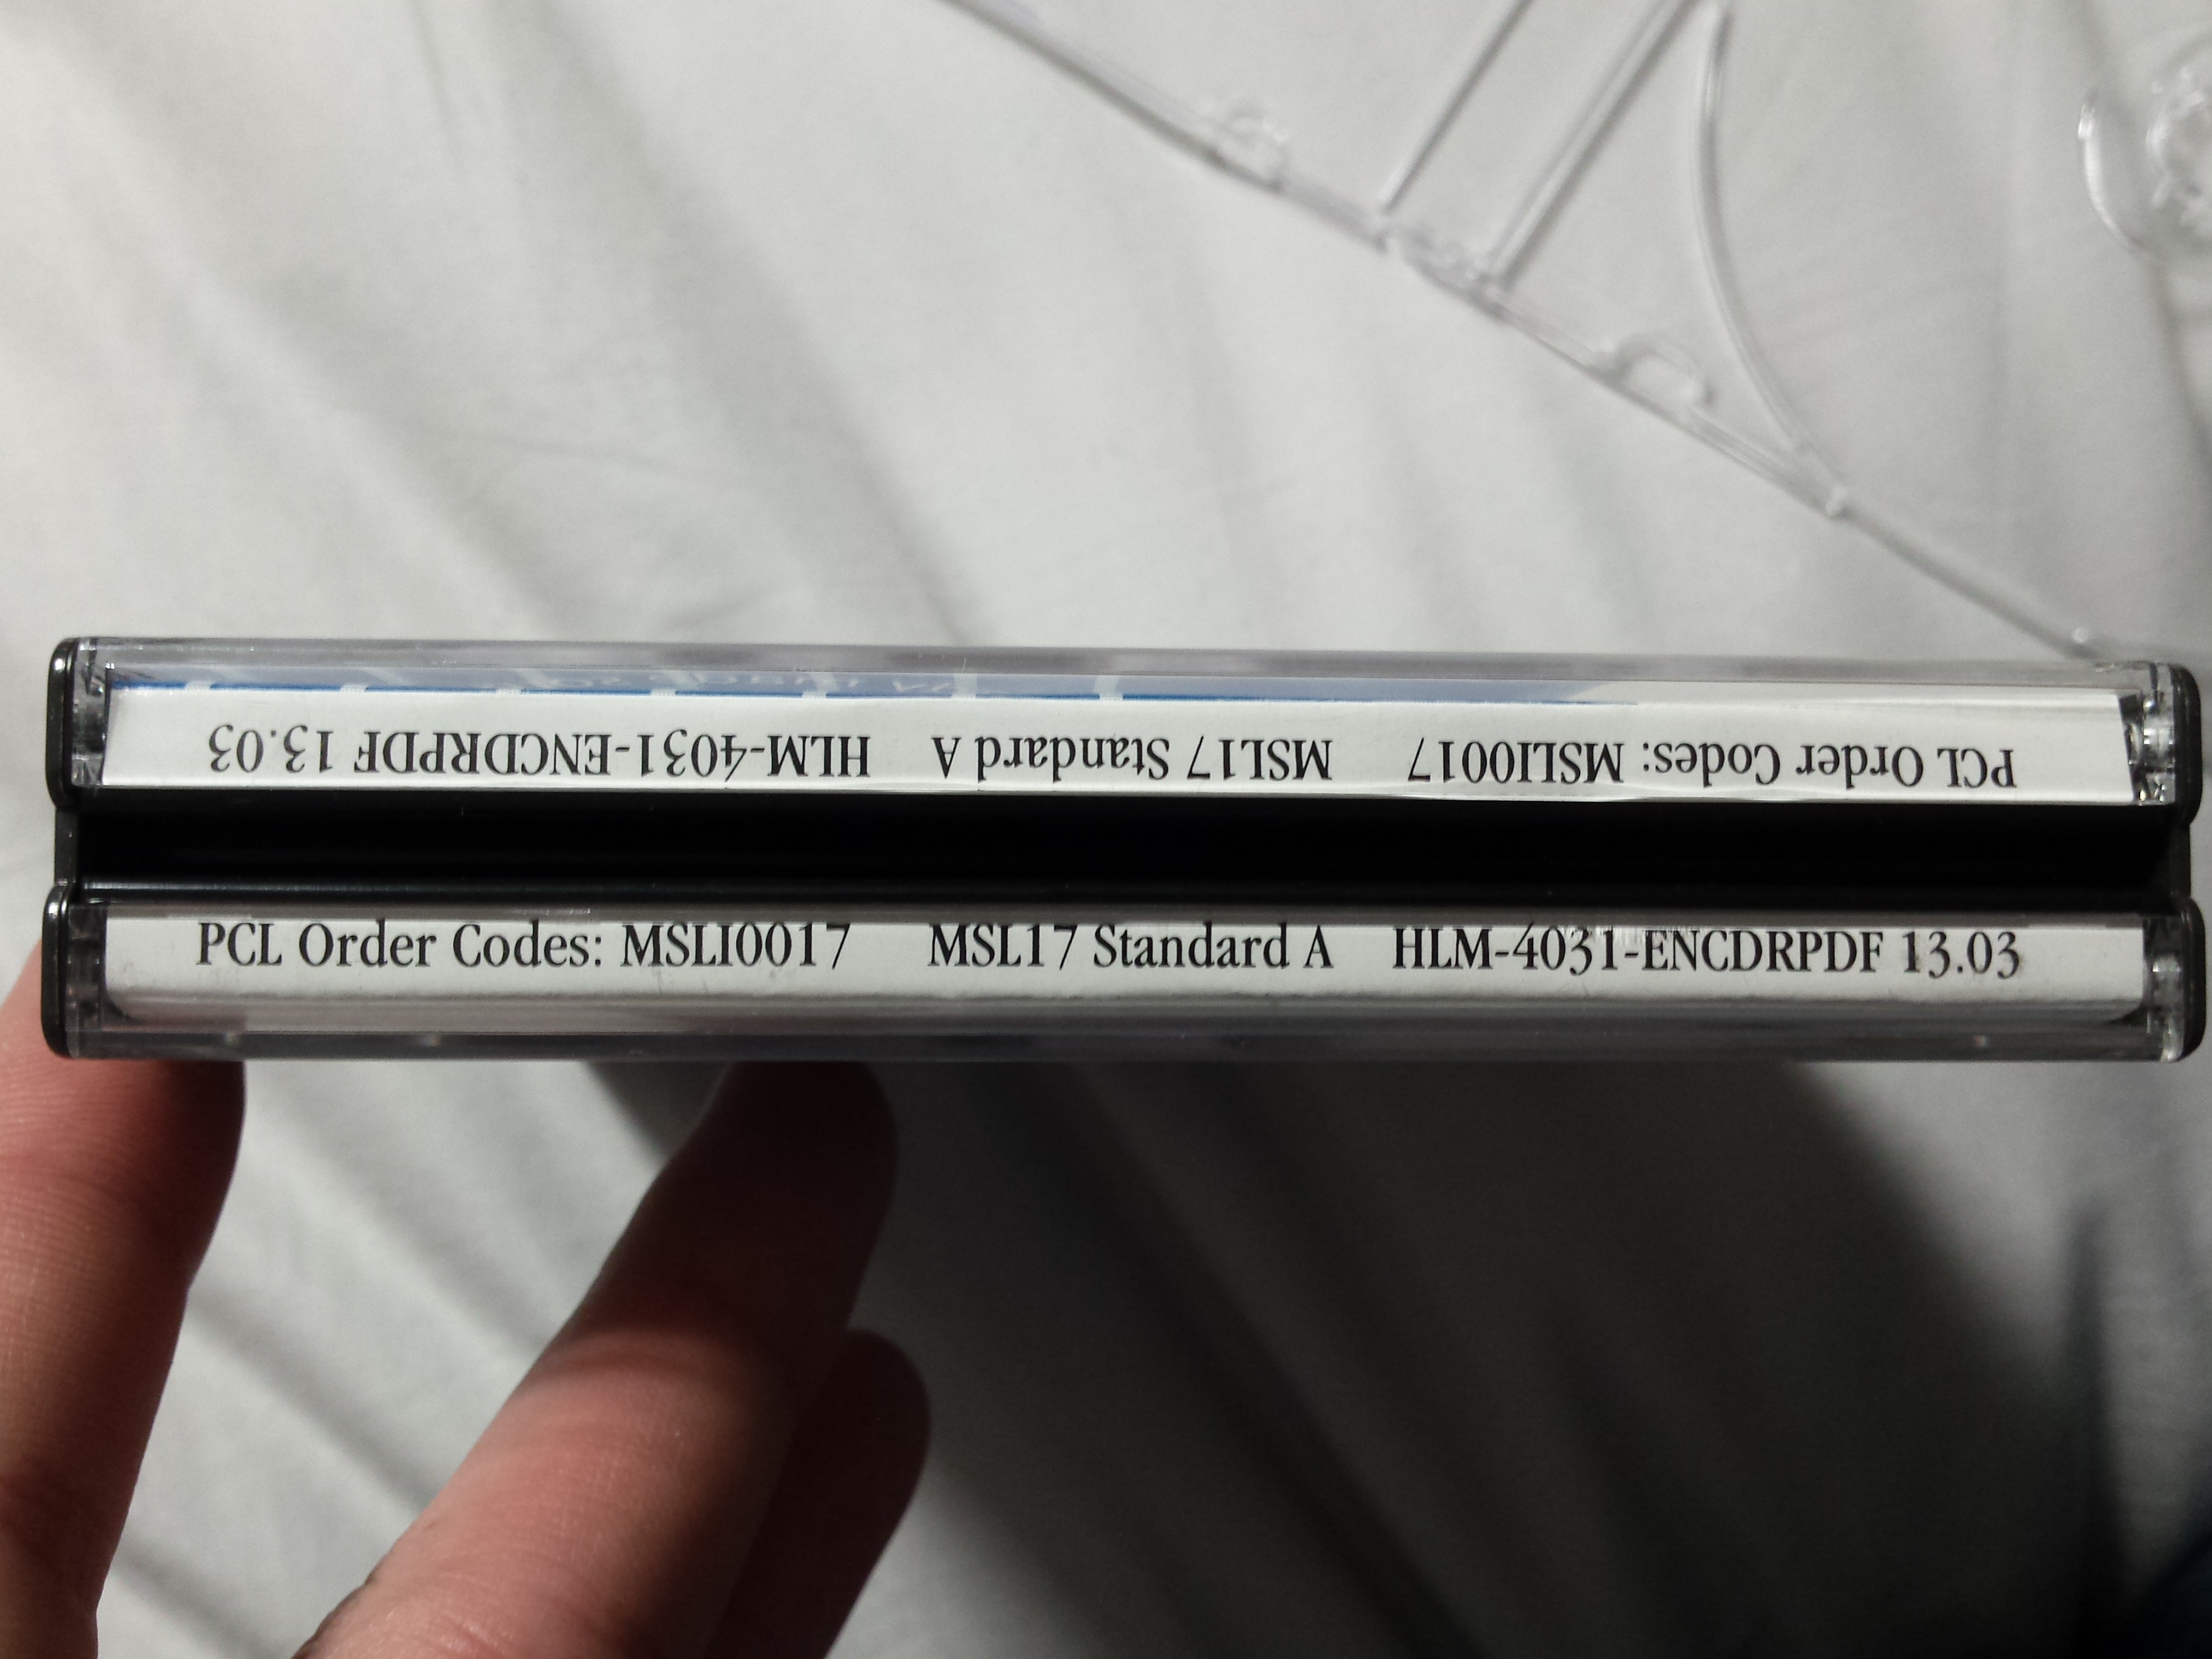 PCL Order Codes: MSLI0017 MSL17 Standard A HLM-4031-ENCDRPDF 13.03
PCL Order Codes: MSLI0017 MSL17 Standard A HLM-4031-ENCDRPDF 13.03